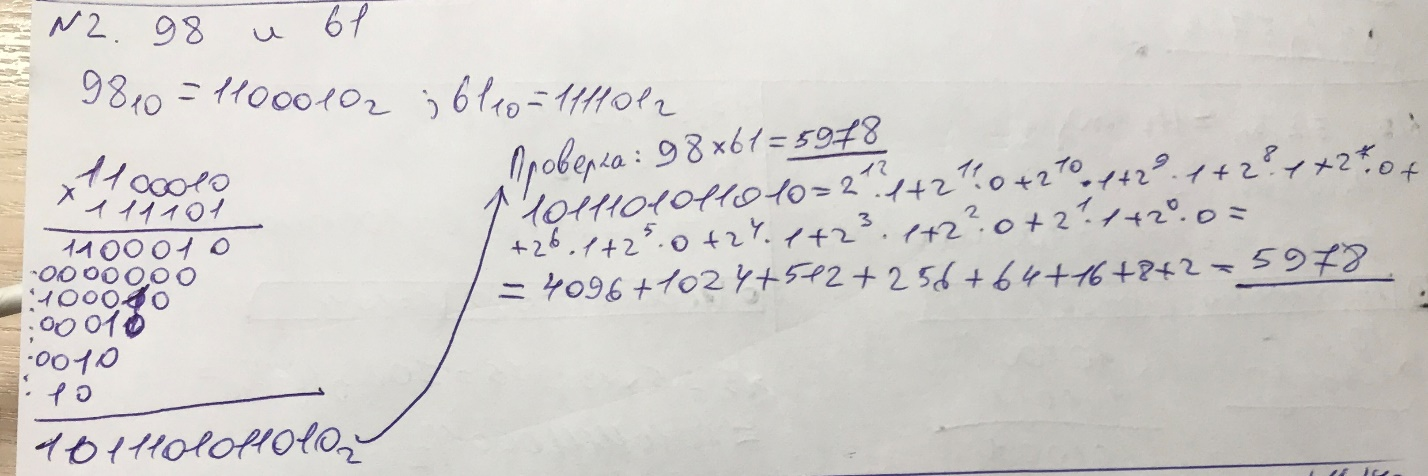 №2. 98 и 61
98₁₀ = 1100010₂ ; 61₁₀ = 111101₂
× 1100010
111101
1100010
0000000
100010
00010
0010
10
1011101011010₂
Проверка: 98×61 = 5978
1011101011010 = 2¹²·1+2¹¹·0+2¹⁰·1+2⁹·1+2⁸·1+2⁷·0+
+2⁶·1+2⁵·0+2⁴·1+2³·1+2²·0+2¹·1+2⁰·0 =
= 4096+1024+512+256+64+16+8+2 = 5978